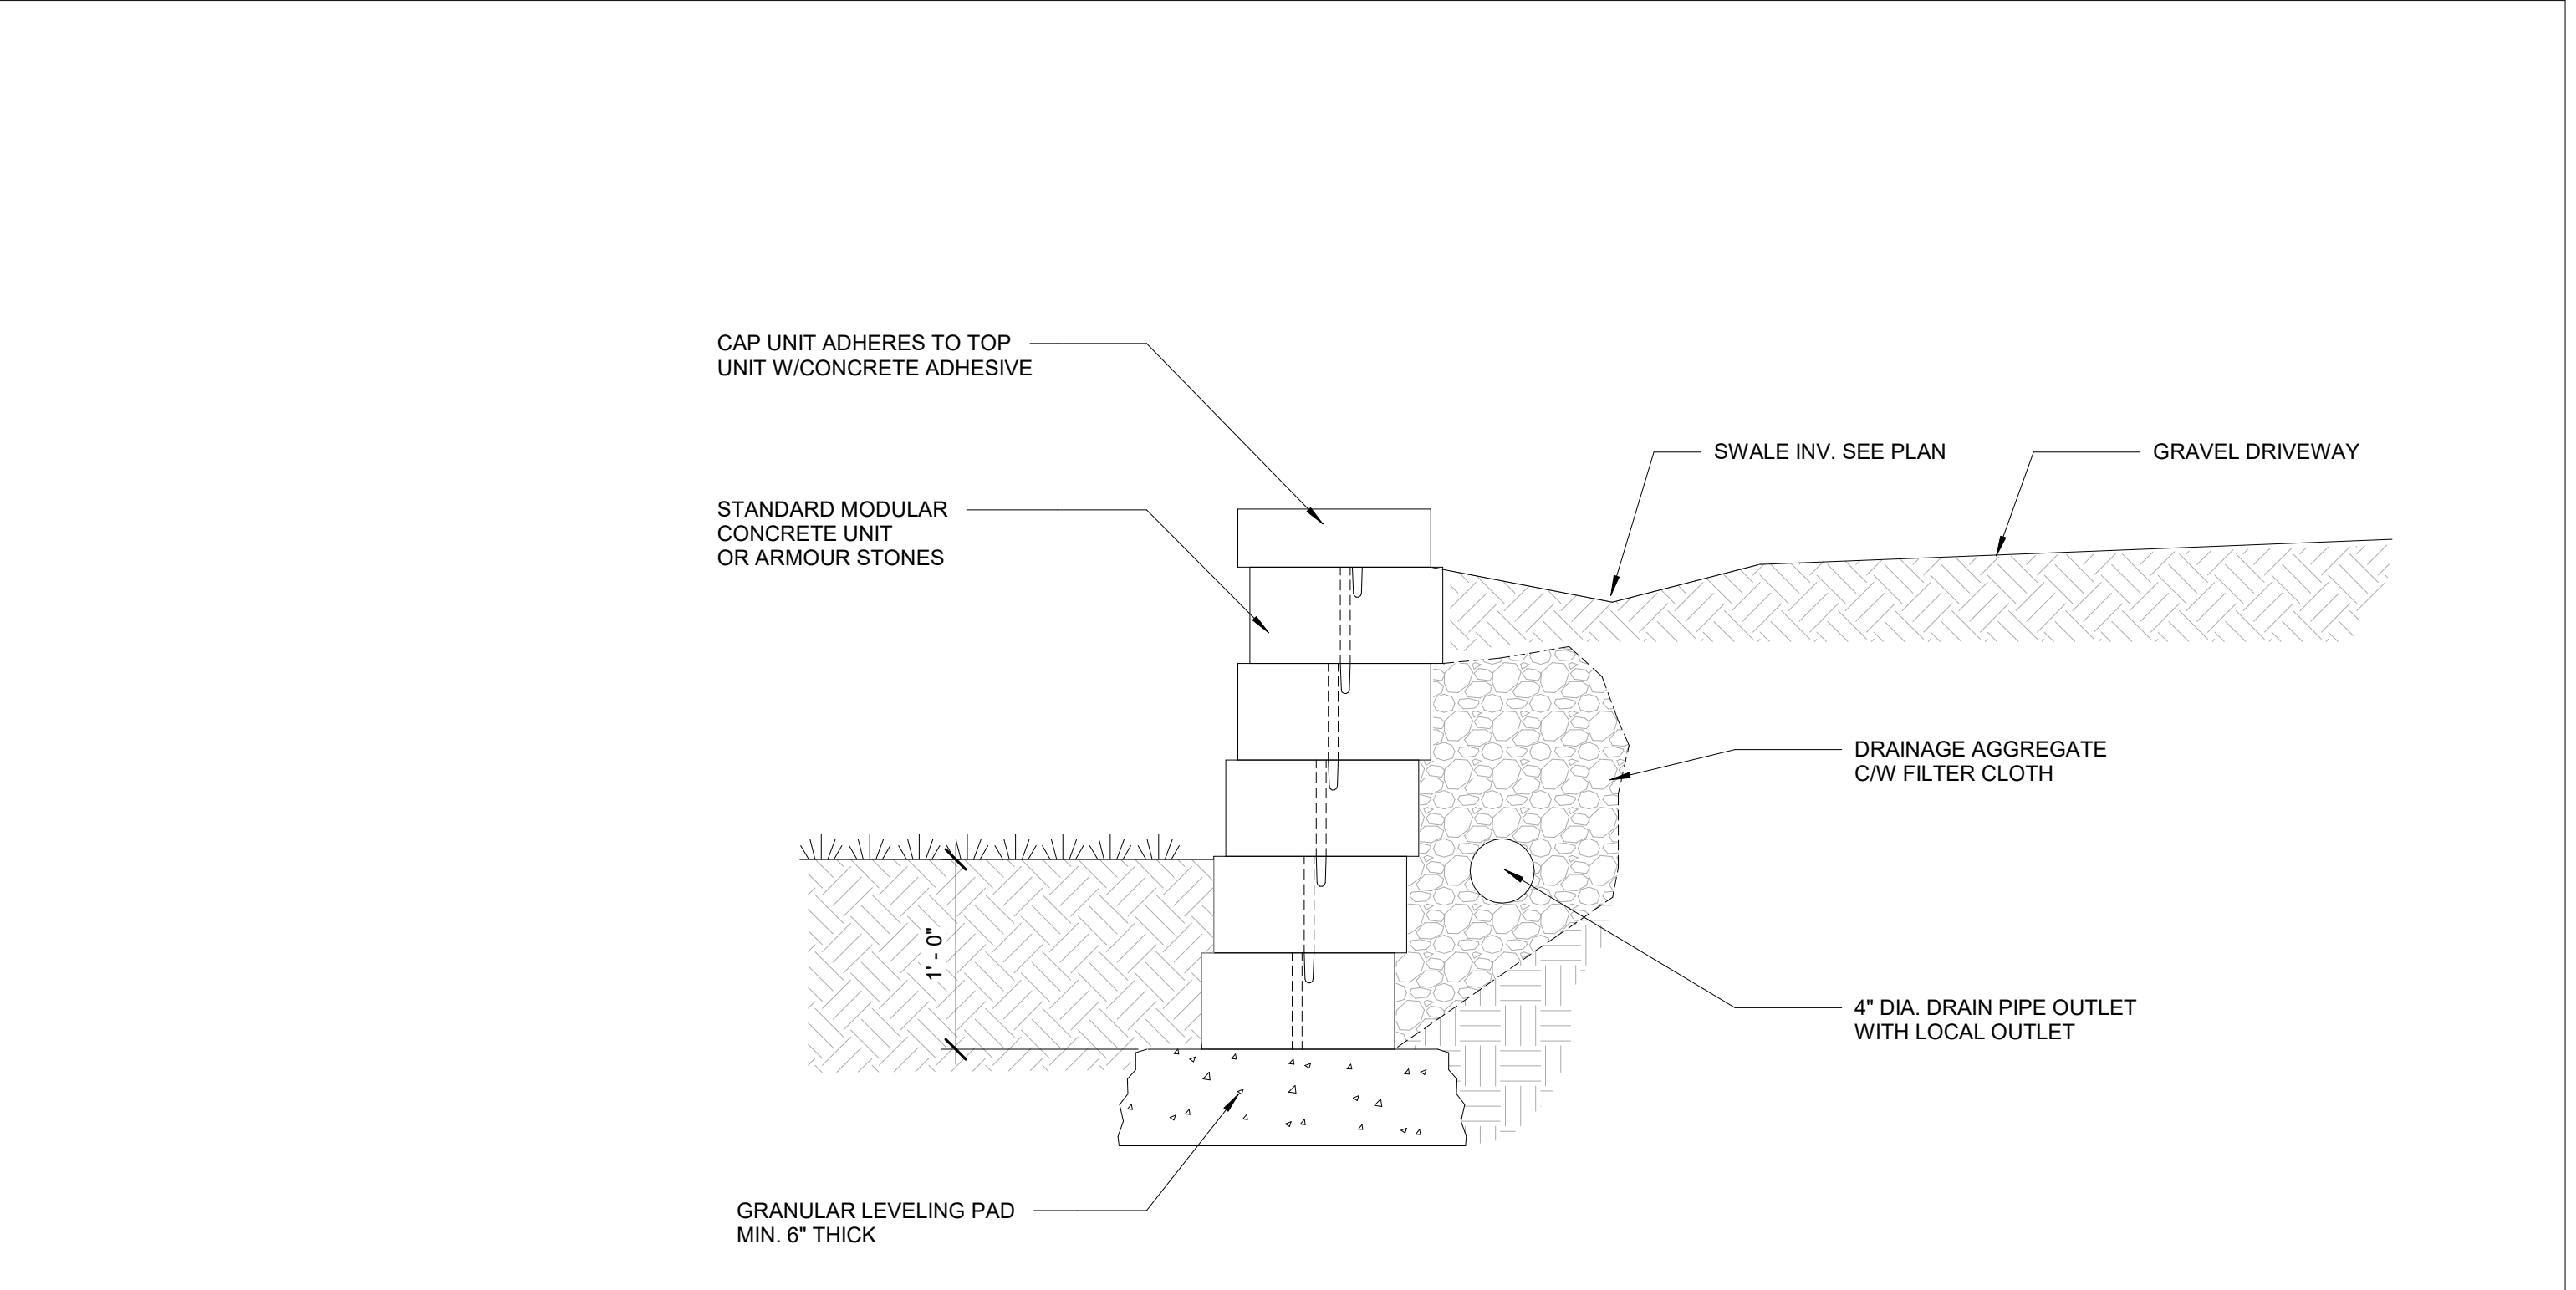 CAP UNIT ADHERES TO TOP
UNIT W/CONCRETE ADHESIVE
SWALE INV. SEE PLAN
GRAVEL DRIVEWAY
STANDARD MODULAR
CONCRETE UNIT
OR ARMOUR STONES
DRAINAGE AGGREGATE
C/W FILTER CLOTH
1' - 0"
4" DIA. DRAIN PIPE OUTLET
WITH LOCAL OUTLET
GRANULAR LEVELING PAD
MIN. 6" THICK